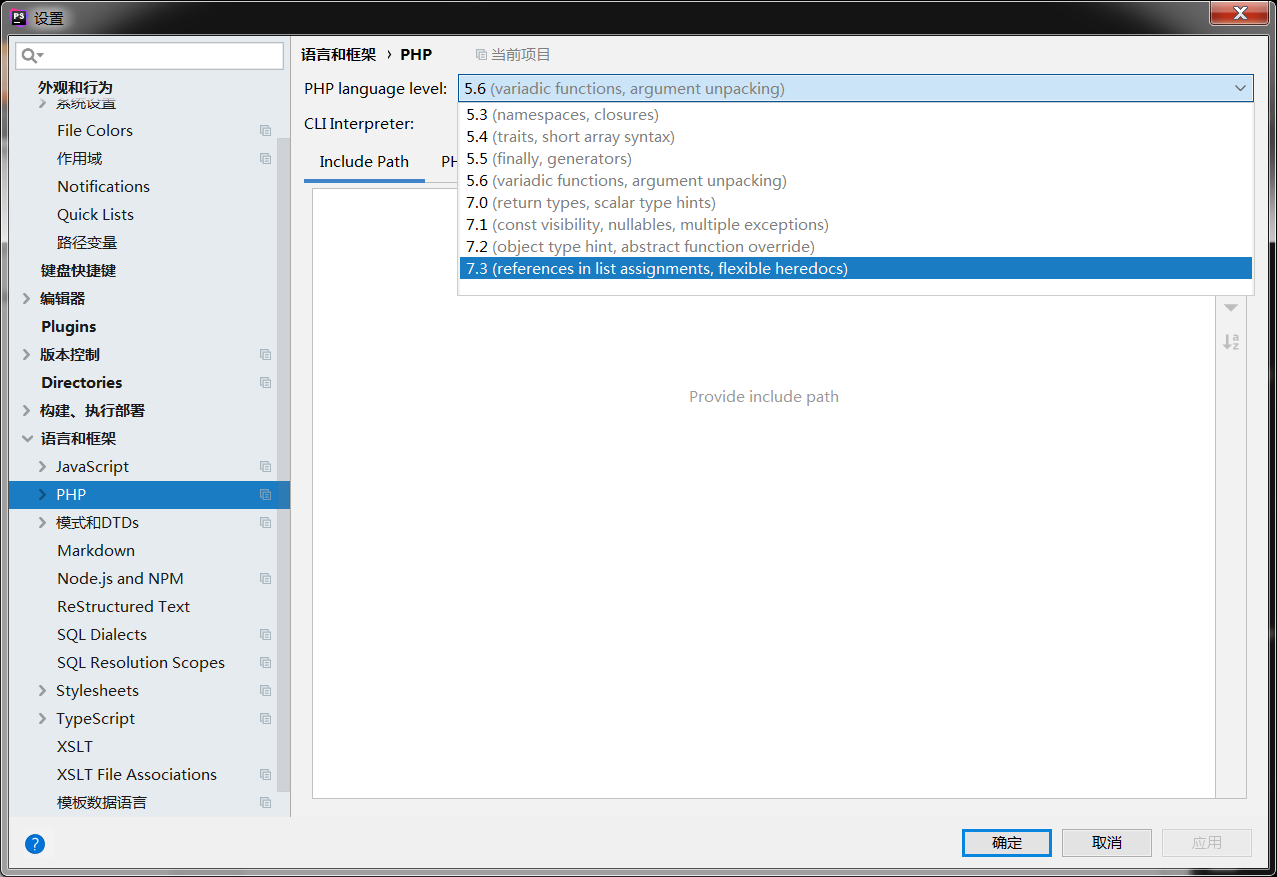 PS 设置
外观和行为
系统设置
File Colors
作用域
Notifications
Quick Lists
路径变量
键盘快捷键
编辑器
Plugins
版本控制
Directories
构建、执行部署
语言和框架
JavaScript
PHP
模式和DTDs
Markdown
Node.js and NPM
ReStructured Text
SQL Dialects
SQL Resolution Scopes
Stylesheets
TypeScript
XSLT
XSLT File Associations
模板数据语言
语言和框架 › PHP 当前项目
PHP language level: 5.6 (variadic functions, argument unpacking)
5.3 (namespaces, closures)
5.4 (traits, short array syntax)
5.5 (finally, generators)
5.6 (variadic functions, argument unpacking)
7.0 (return types, scalar type hints)
7.1 (const visibility, nullables, multiple exceptions)
7.2 (object type hint, abstract function override)
7.3 (references in list assignments, flexible heredocs)
CLI Interpreter:
Include Path PH
Provide include path
? 确定 取消 应用